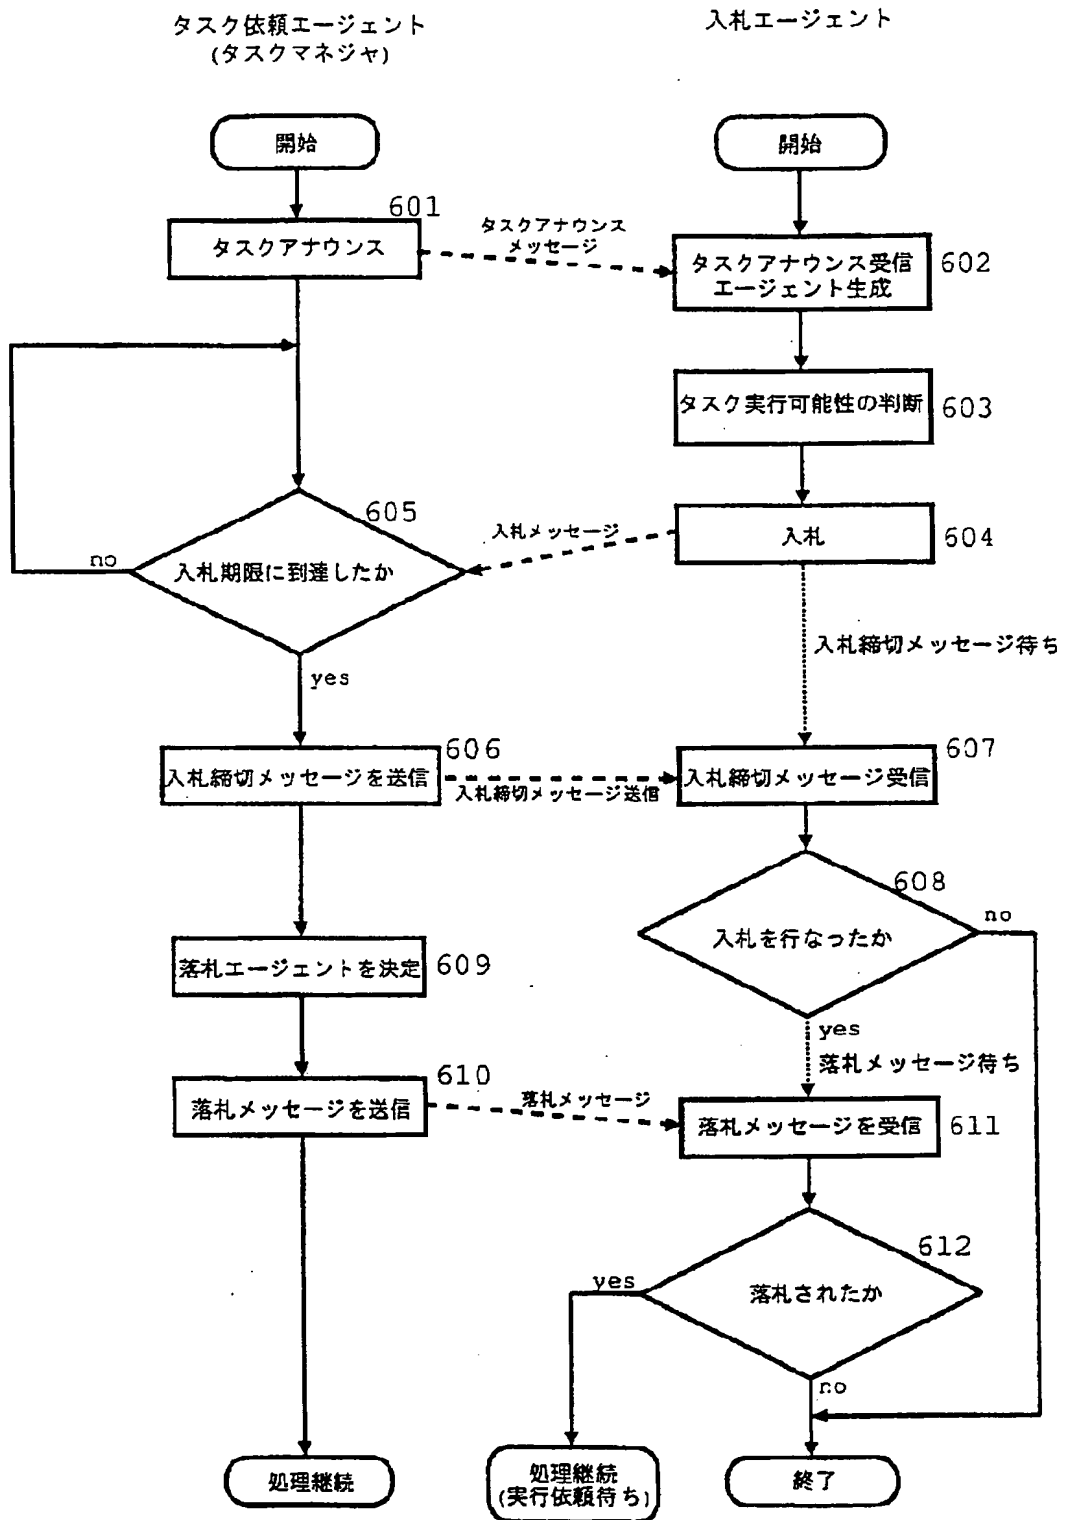 タスク依頼エージェント
(タスクマネジャ)
入札エージェント
開始
開始
601
タスクアナウンス
タスクアナウンス
メッセージ
タスクアナウンス受信
エージェント生成
602
タスク実行可能性の判断
603
605
入札メッセージ
入札
604
no
入札期限に到達したか
入札締切メッセージ待ち
yes
606
607
入札締切メッセージを送信
入札締切メッセージ送信
入札締切メッセージ受信
608
no
入札を行なったか
落札エージェントを決定
609
yes
落札メッセージ待ち
610
落札メッセージを送信
落札メッセージ
落札メッセージを受信
611
612
yes
落札されたか
no
処理継続
処理継続
(実行依頼待ち)
終了